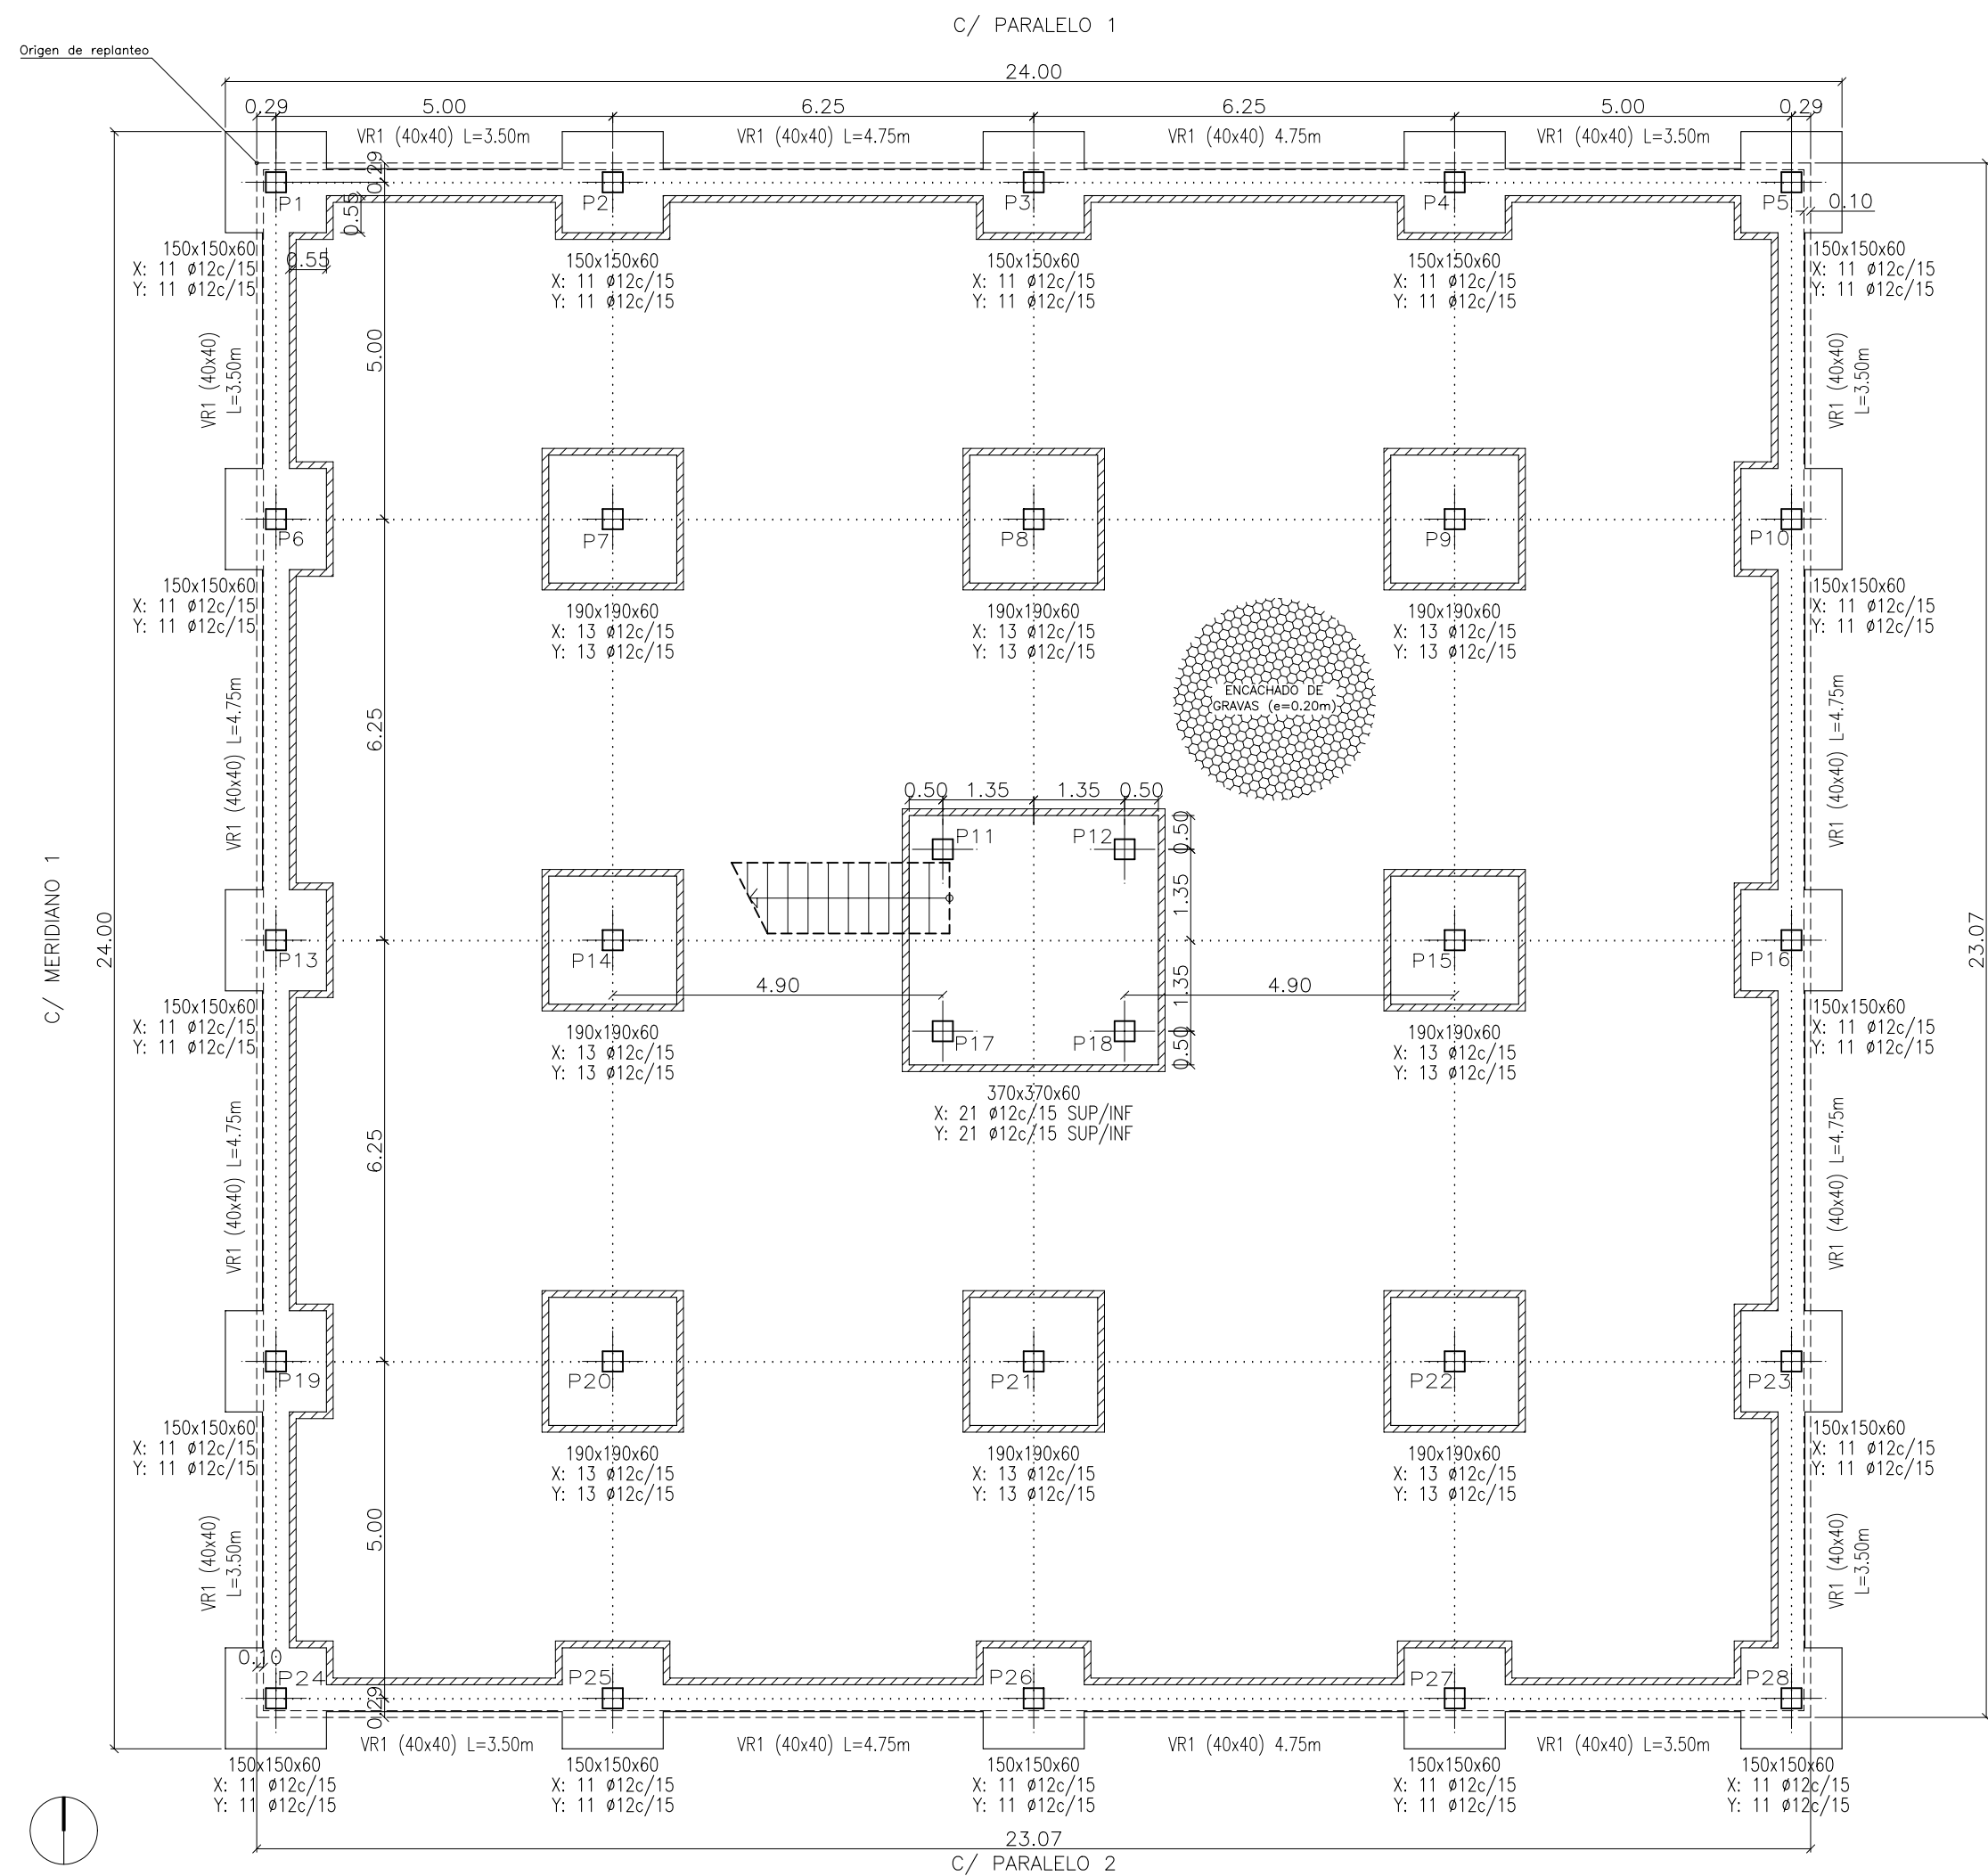 C/ PARALELO 1
Origen de replanteo
24.00
0.29
5.00
6.25
6.25
5.00
0.29
VR1 (40x40) L=3.50m
VR1 (40x40) L=4.75m
VR1 (40x40) 4.75m
VR1 (40x40) L=3.50m
0.29
P1
P2
P3
P4
P5
0.10
0.55
0.55
150x150x60
X: 11 ø12c/15
Y: 11 ø12c/15
150x150x60
X: 11 ø12c/15
Y: 11 ø12c/15
150x150x60
X: 11 ø12c/15
Y: 11 ø12c/15
150x150x60
X: 11 ø12c/15
Y: 11 ø12c/15
150x150x60
X: 11 ø12c/15
Y: 11 ø12c/15
VR1 (40x40)
L=3.50m
5.00
VR1 (40x40)
L=3.50m
P6
P7
P8
P9
P10
150x150x60
X: 11 ø12c/15
Y: 11 ø12c/15
190x190x60
X: 13 ø12c/15
Y: 13 ø12c/15
190x190x60
X: 13 ø12c/15
Y: 13 ø12c/15
190x190x60
X: 13 ø12c/15
Y: 13 ø12c/15
150x150x60
X: 11 ø12c/15
Y: 11 ø12c/15
ENCACHADO DE
GRAVAS (e=0.20m)
VR1 (40x40) L=4.75m
6.25
VR1 (40x40) L=4.75m
0.50
1.35
1.35
0.50
P11
P12
0.50
1.35
1.35
0.50
C/ MERIDIANO 1
24.00
23.07
P13
P14
P15
P16
4.90
4.90
P17
P18
150x150x60
X: 11 ø12c/15
Y: 11 ø12c/15
190x190x60
X: 13 ø12c/15
Y: 13 ø12c/15
370x370x60
X: 21 ø12c/15 SUP/INF
Y: 21 ø12c/15 SUP/INF
190x190x60
X: 13 ø12c/15
Y: 13 ø12c/15
150x150x60
X: 11 ø12c/15
Y: 11 ø12c/15
VR1 (40x40) L=4.75m
6.25
VR1 (40x40) L=4.75m
P19
P20
P21
P22
P23
150x150x60
X: 11 ø12c/15
Y: 11 ø12c/15
190x190x60
X: 13 ø12c/15
Y: 13 ø12c/15
190x190x60
X: 13 ø12c/15
Y: 13 ø12c/15
190x190x60
X: 13 ø12c/15
Y: 13 ø12c/15
150x150x60
X: 11 ø12c/15
Y: 11 ø12c/15
VR1 (40x40)
L=3.50m
5.00
VR1 (40x40)
L=3.50m
0.10
P24
P25
P26
P27
P28
0.29
VR1 (40x40) L=3.50m
VR1 (40x40) L=4.75m
VR1 (40x40) 4.75m
VR1 (40x40) L=3.50m
150x150x60
X: 11 ø12c/15
Y: 11 ø12c/15
150x150x60
X: 11 ø12c/15
Y: 11 ø12c/15
150x150x60
X: 11 ø12c/15
Y: 11 ø12c/15
150x150x60
X: 11 ø12c/15
Y: 11 ø12c/15
150x150x60
X: 11 ø12c/15
Y: 11 ø12c/15
23.07
C/ PARALELO 2